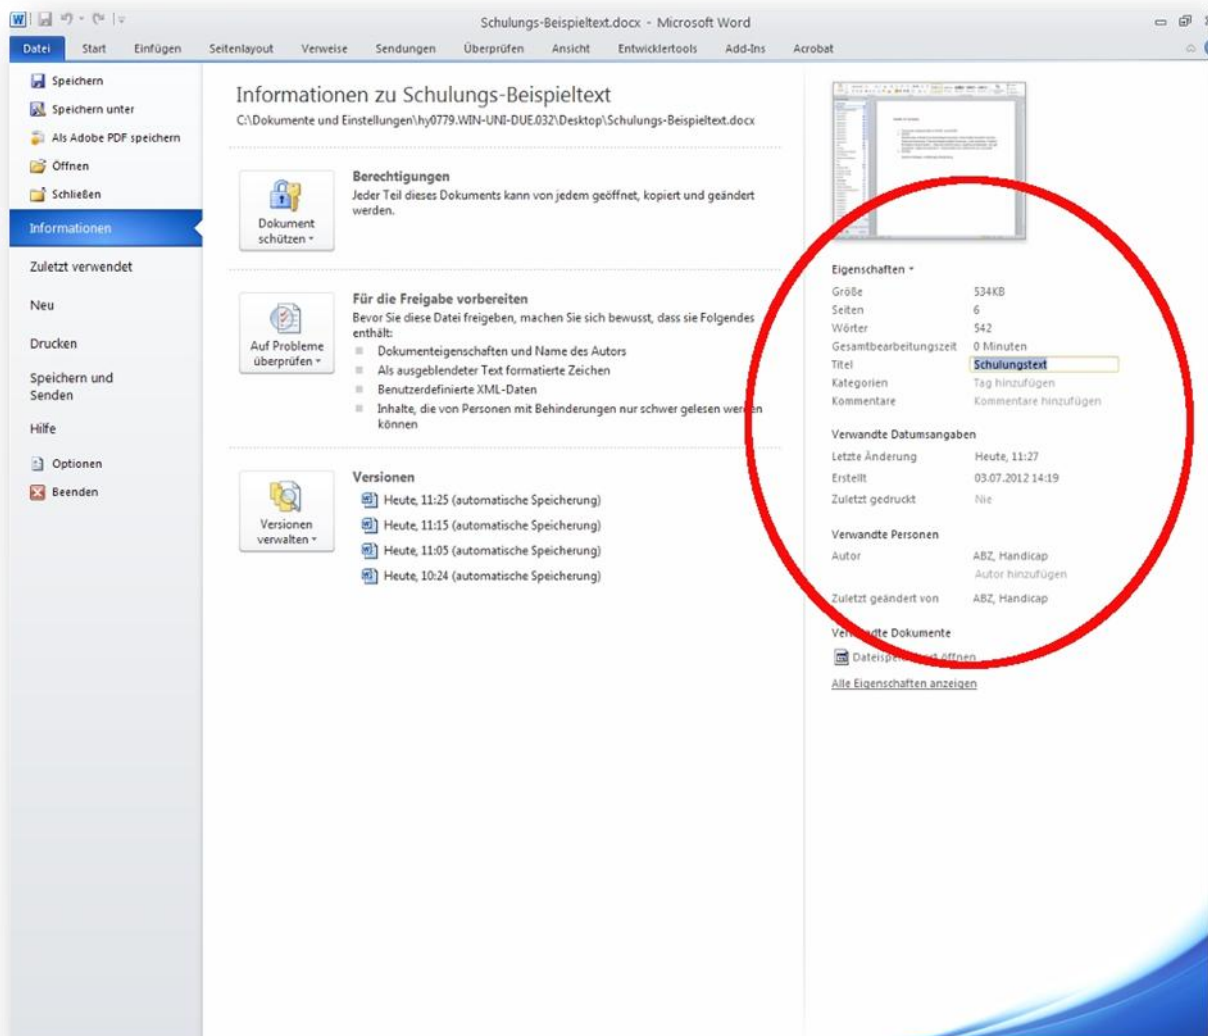 Schulungs-Beispieltext.docx - Microsoft Word
Datei Start Einfügen Seitenlayout Verweise Sendungen Überprüfen Ansicht Entwicklertools Add-Ins Acrobat
Speichern
Speichern unter
Als Adobe PDF speichern
Öffnen
Schließen
Informationen
Zuletzt verwendet
Neu
Drucken
Speichern und
Senden
Hilfe
Optionen
Beenden
Informationen zu Schulungs-Beispieltext
C:\Dokumente und Einstellungen\hy0779.WIN-UNI-DUE.032\Desktop\Schulungs-Beispieltext.docx
Dokument
schützen
Berechtigungen
Jeder Teil dieses Dokuments kann von jedem geöffnet, kopiert und geändert
werden.
Auf Probleme
überprüfen
Für die Freigabe vorbereiten
Bevor Sie diese Datei freigeben, machen Sie sich bewusst, dass sie Folgendes
enthält:
Dokumenteigenschaften und Name des Autors
Als ausgeblendeter Text formatierte Zeichen
Benutzerdefinierte XML-Daten
Inhalte, die von Personen mit Behinderungen nur schwer gelesen werden
können
Versionen
verwalten
Versionen
Heute, 11:25 (automatische Speicherung)
Heute, 11:15 (automatische Speicherung)
Heute, 11:05 (automatische Speicherung)
Heute, 10:24 (automatische Speicherung)
Eigenschaften
Größe 534KB
Seiten 6
Wörter 542
Gesamtbearbeitungszeit 0 Minuten
Titel Schulungstext
Kategorien Tag hinzufügen
Kommentare Kommentare hinzufügen
Verwandte Datumsangaben
Letzte Änderung Heute, 11:27
Erstellt 03.07.2012 14:19
Zuletzt gedruckt Nie
Verwandte Personen
Autor ABZ, Handicap
Autor hinzufügen
Zuletzt geändert von ABZ, Handicap
Verwandte Dokumente
öffnen
Alle Eigenschaften anzeigen